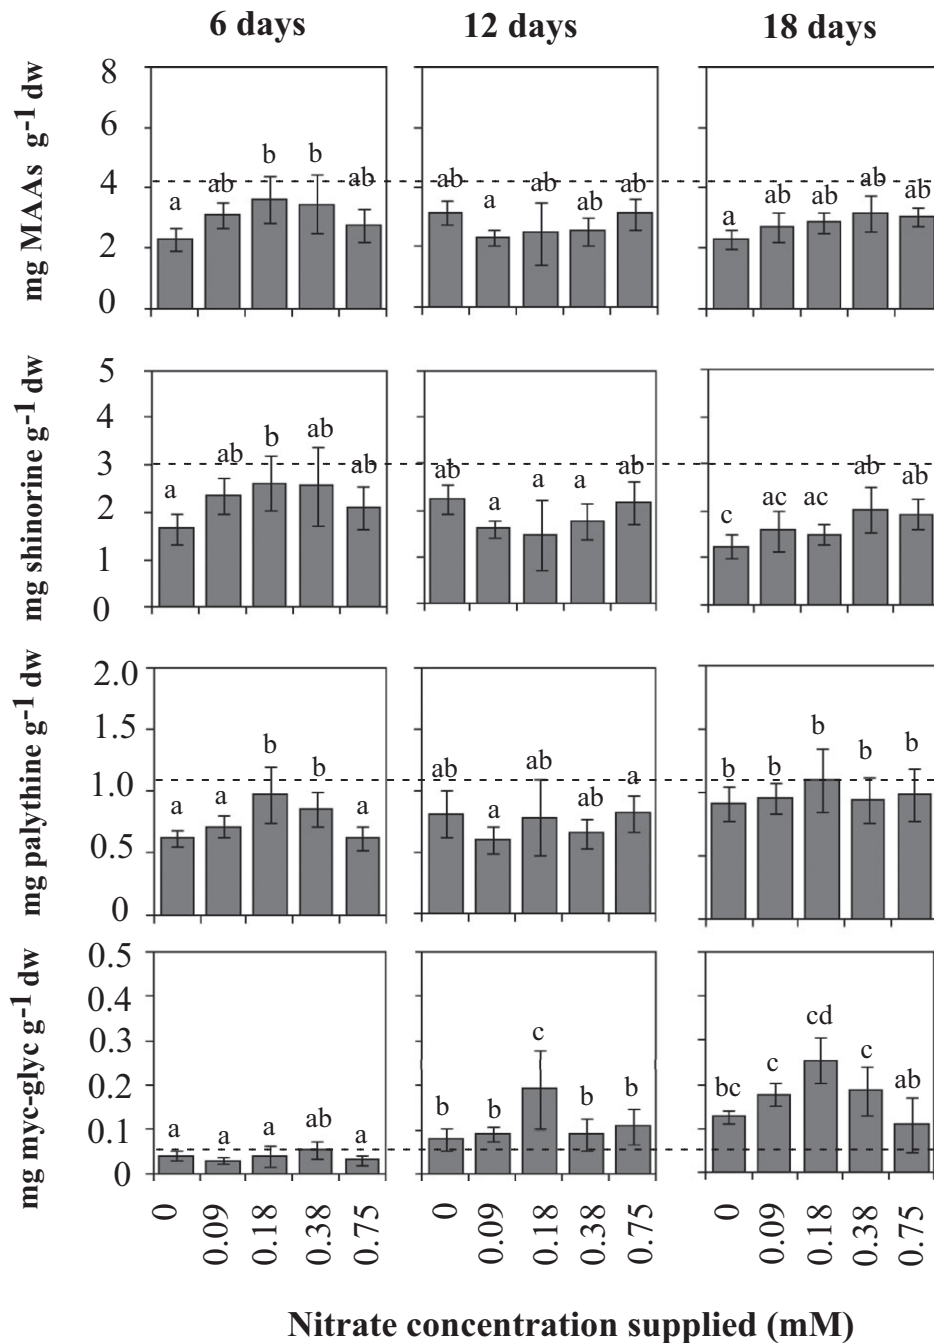 6 days 12 days 18 days
mg MAAs g-1 dw
8
6
4
2
0
a ab b b ab
ab a ab ab ab
a ab ab ab ab
mg shinorine g-1 dw
5
4
3
2
1
0
a ab b ab ab
ab a a a ab
c ac ac ab ab
mg palythine g-1 dw
2.0
1.5
1.0
0.5
0
a a b b a
ab a ab ab a
b b b b b
mg myc-glyc g-1 dw
0.5
0.4
0.3
0.2
0.1
0
a a a ab a
b b c b b
bc c cd c ab
0 0.09 0.18 0.38 0.75
0 0.09 0.18 0.38 0.75
0 0.09 0.18 0.38 0.75
Nitrate concentration supplied (mM)